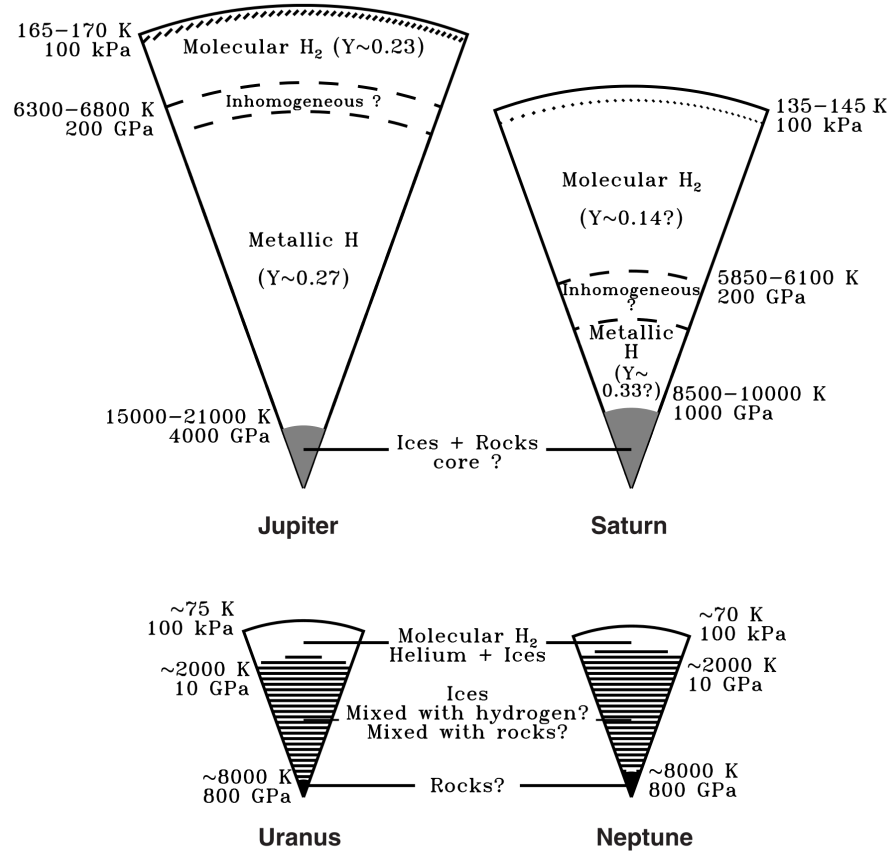 165−170 K
100 kPa
Molecular H₂ (Y~0.23)
6300−6800 K
200 GPa
Inhomogeneous ?
Metallic H
(Y~0.27)
15000−21000 K
4000 GPa
135−145 K
100 kPa
Molecular H₂
(Y~0.14?)
5850−6100 K
200 GPa
Inhomogeneous
?
Metallic
H
(Y~
0.33?)
8500−10000 K
1000 GPa
Ices + Rocks
core ?
Jupiter
Saturn
~75 K
100 kPa
~2000 K
10 GPa
~8000 K
800 GPa
Molecular H₂
Helium + Ices
Ices
Mixed with hydrogen?
Mixed with rocks?
Rocks?
~70 K
100 kPa
~2000 K
10 GPa
~8000 K
800 GPa
Uranus
Neptune